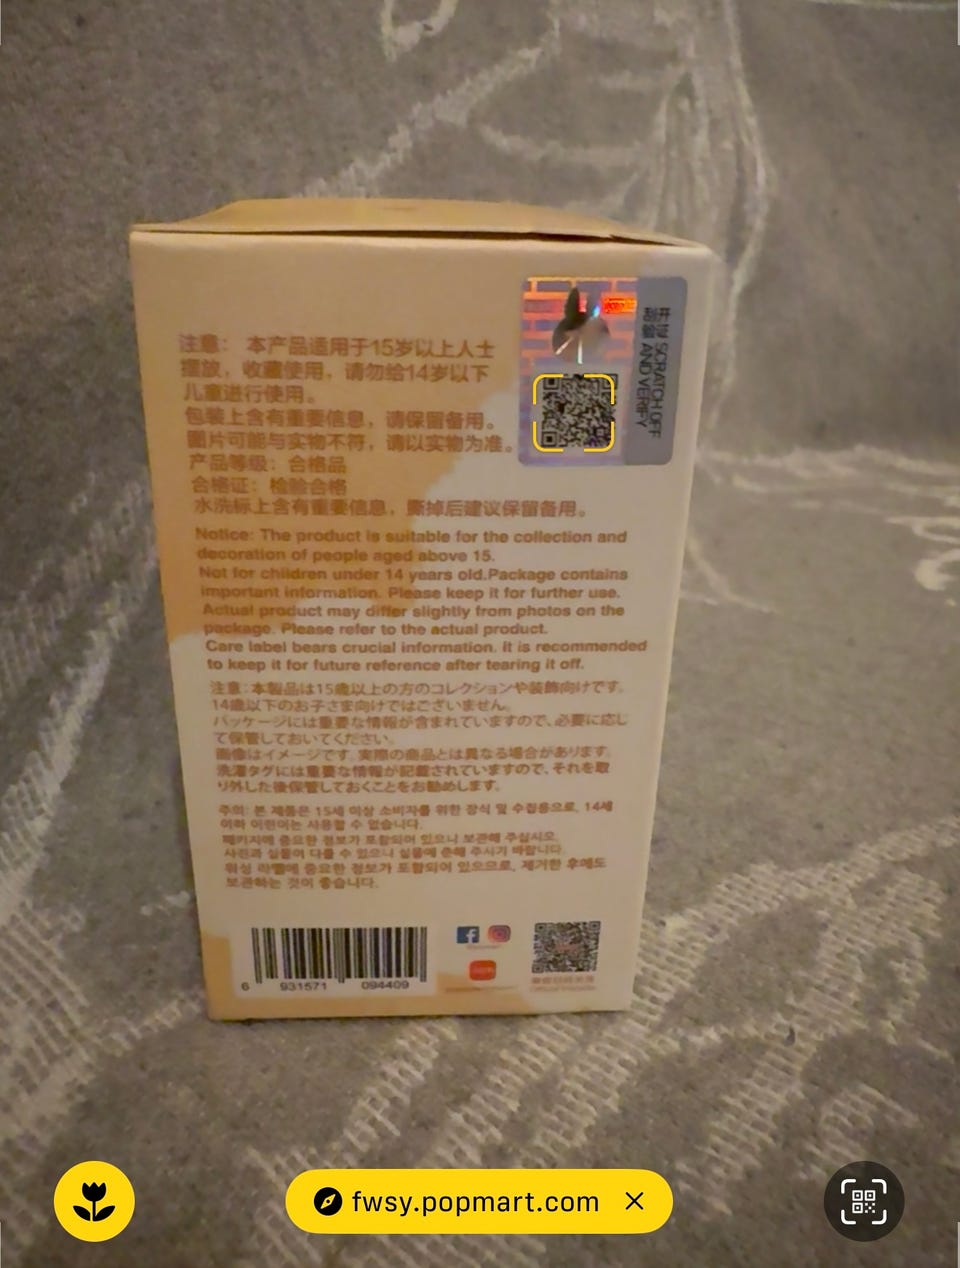 注意： 本产品适用于15岁以上人士
摆放，收藏使用，请勿给14岁以下
儿童进行使用。
包装上含有重要信息，请保留备用。
图片可能与实物不符，请以实物为准。
产品等级：合格品
合格证：检验合格
水洗标上含有重要信息，撕掉后建议保留备用。
Notice: The product is suitable for the collection and
decoration of people aged above 15.
Not for children under 14 years old.Package contains
important information. Please keep it for further use.
Actual product may differ slightly from photos on the
package. Please refer to the actual product.
Care label bears crucial information. It is recommended
to keep it for future reference after tearing it off.
注意：本製品は15歳以上の方のコレクションや装飾向けです。
14歳以下のお子さま向けではございません。
パッケージには重要な情報が含まれていますので、必要に応じ
て保管しておいてください。
画像はイメージです。実際の商品とは異なる場合があります。
洗濯タグには重要な情報が記載されていますので、それを取
り外した後保管しておくことをお勧めします。
주의: 본 제품은 15세 이상 소비자를 위한 장식 및 수집용으로, 14세
이하 어린이는 사용할 수 없습니다.
패키지에 중요한 정보가 포함되어 있으니 보관해 주십시오.
사진과 실물이 다를 수 있으니 실물에 준해 주시기 바랍니다.
워싱 라벨에 중요한 정보가 포함되어 있으므로, 제거한 후에도
보관하는 것이 좋습니다.
SCRATCH OFF
AND VERIFY
6 931571 094409
fwsy.popmart.com